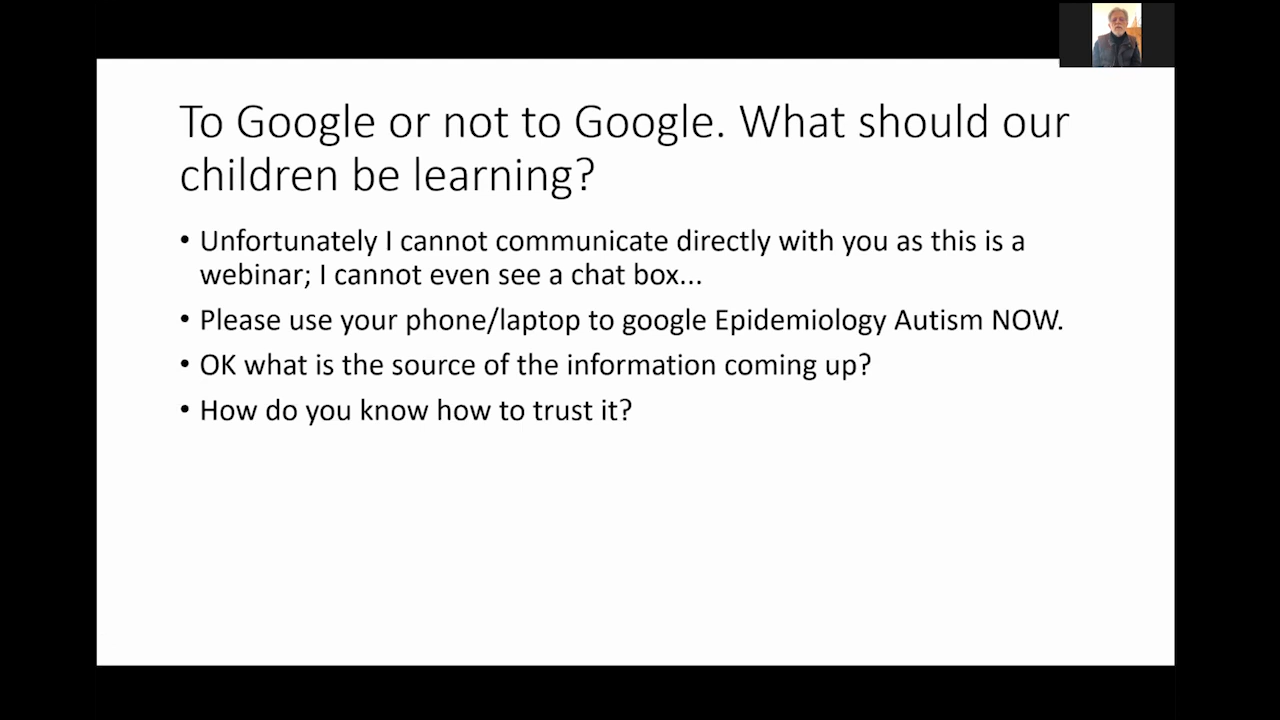 To Google or not to Google. What should our
children be learning?
• Unfortunately I cannot communicate directly with you as this is a
webinar; I cannot even see a chat box...
• Please use your phone/laptop to google Epidemiology Autism NOW.
• OK what is the source of the information coming up?
• How do you know how to trust it?